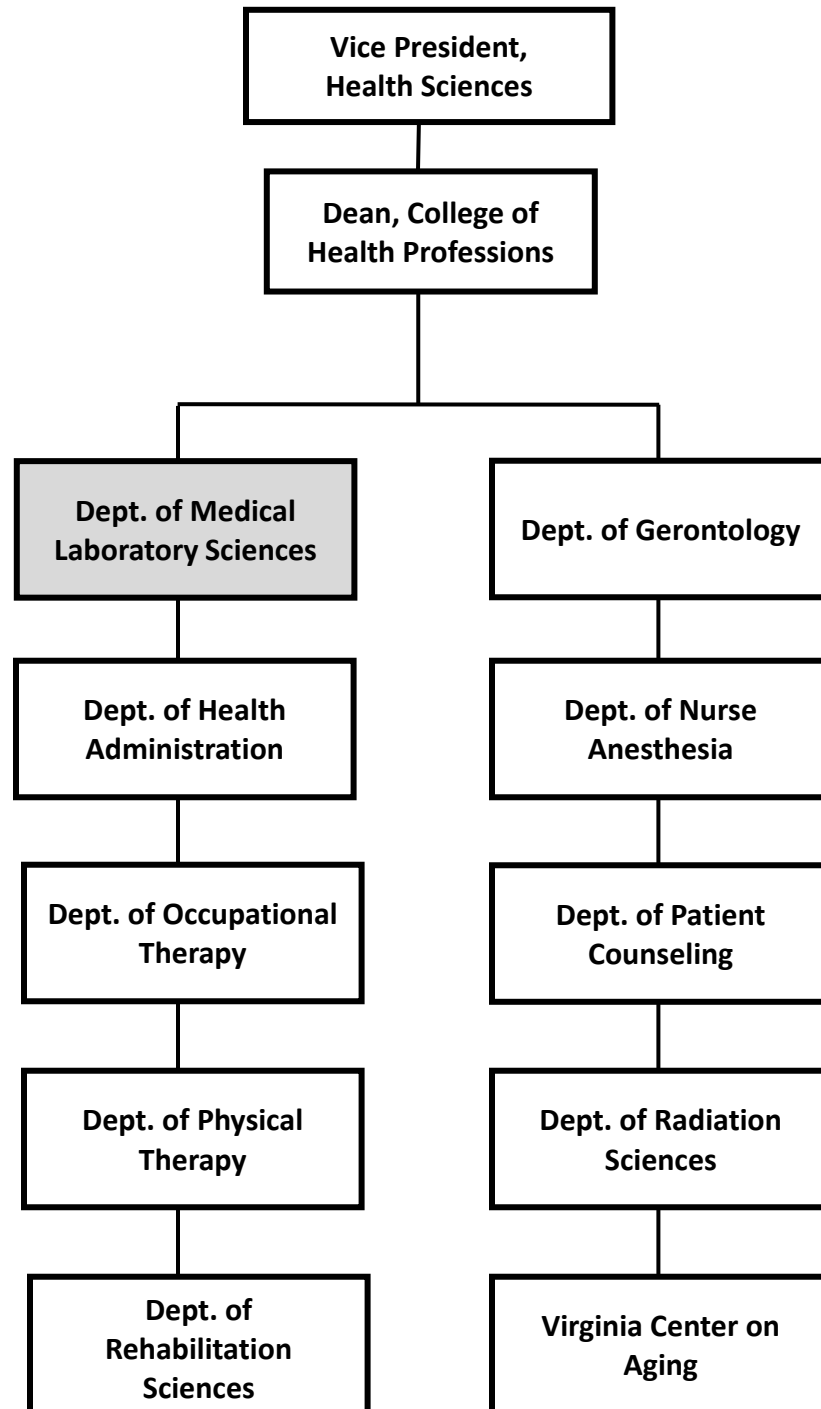 Vice President,
Health Sciences
Dean, College of
Health Professions
Dept. of Medical
Laboratory Sciences
Dept. of Gerontology
Dept. of Health
Administration
Dept. of Nurse
Anesthesia
Dept. of Occupational
Therapy
Dept. of Patient
Counseling
Dept. of Physical
Therapy
Dept. of Radiation
Sciences
Dept. of
Rehabilitation
Sciences
Virginia Center on
Aging